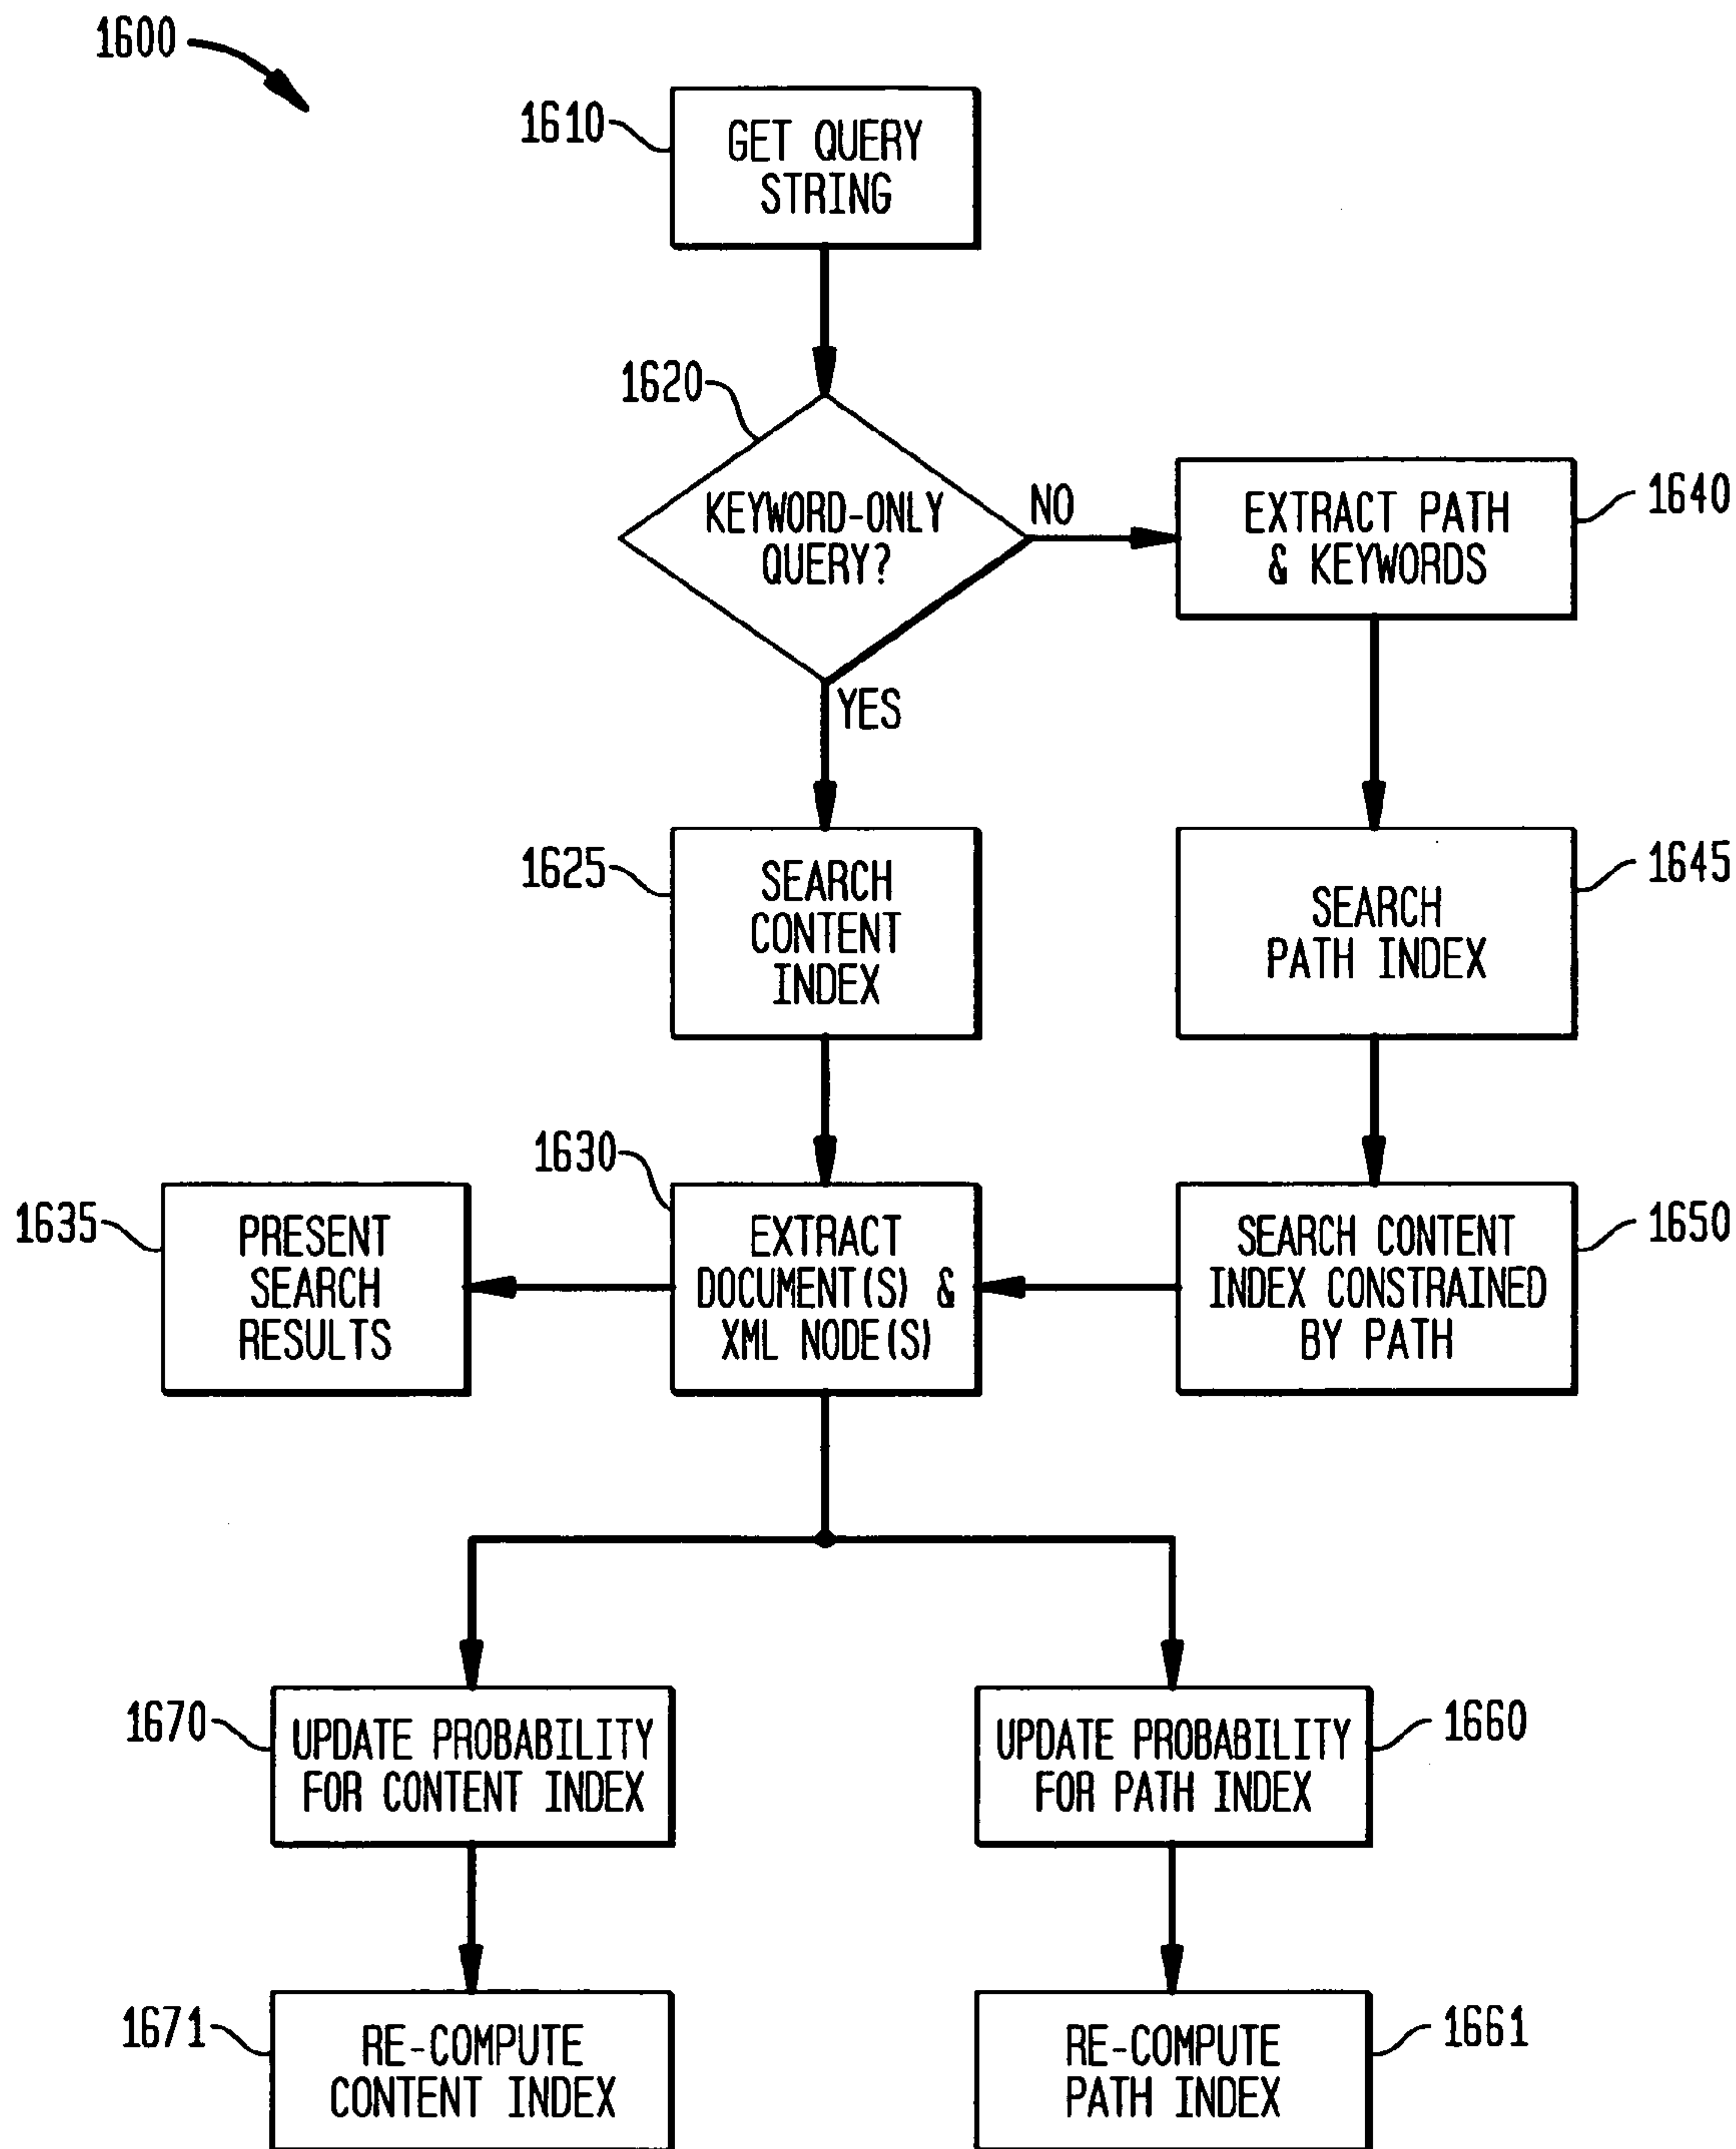 1600
1610
GET QUERY
STRING
1620
KEYWORD-ONLY
QUERY?
NO
YES
1640
EXTRACT PATH
& KEYWORDS
1625
SEARCH
CONTENT
INDEX
1645
SEARCH
PATH INDEX
1630
EXTRACT
DOCUMENT(S) &
XML NODE(S)
1635
PRESENT
SEARCH
RESULTS
1650
SEARCH CONTENT
INDEX CONSTRAINED
BY PATH
1670
UPDATE PROBABILITY
FOR CONTENT INDEX
1660
UPDATE PROBABILITY
FOR PATH INDEX
1671
RE-COMPUTE
CONTENT INDEX
1661
RE-COMPUTE
PATH INDEX